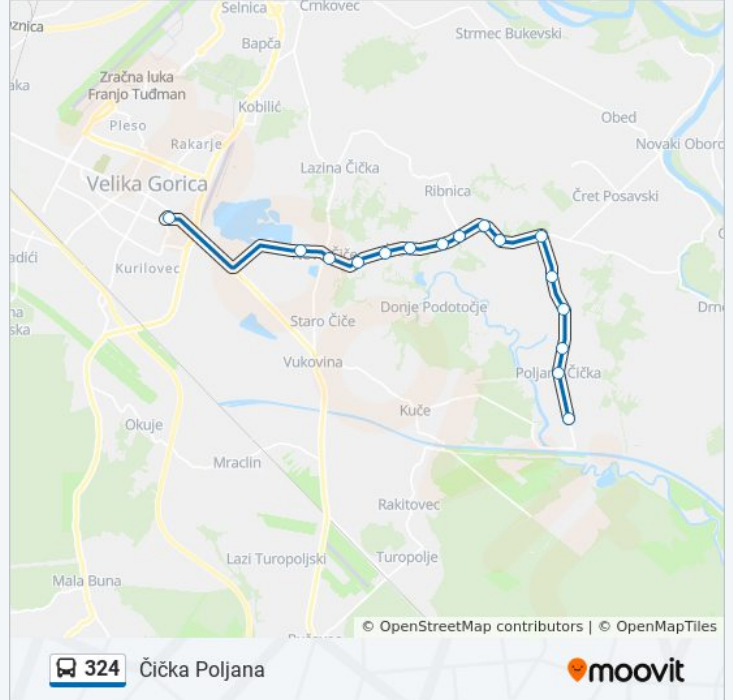 Selnica
Crnkovec
Strmec Bukevski
Bapča
Zračna luka
Franjo Tuđman
Kobilić
Obed
Pleso
Rakarje
Novaki Oborc
Lazina Čička
Velika Gorica
Ribnica
Čret Posavski
Kurilovec
Donje Podotočje
Staro Čiče
Vukovina
Poljana Čička
Kuče
Okuje
Mraclin
Rakitovec
Lazi Turopoljski
Turopolje
Mala Buna
© OpenStreetMap contributors | © OpenMapTiles
324 Čička Poljana
moovit